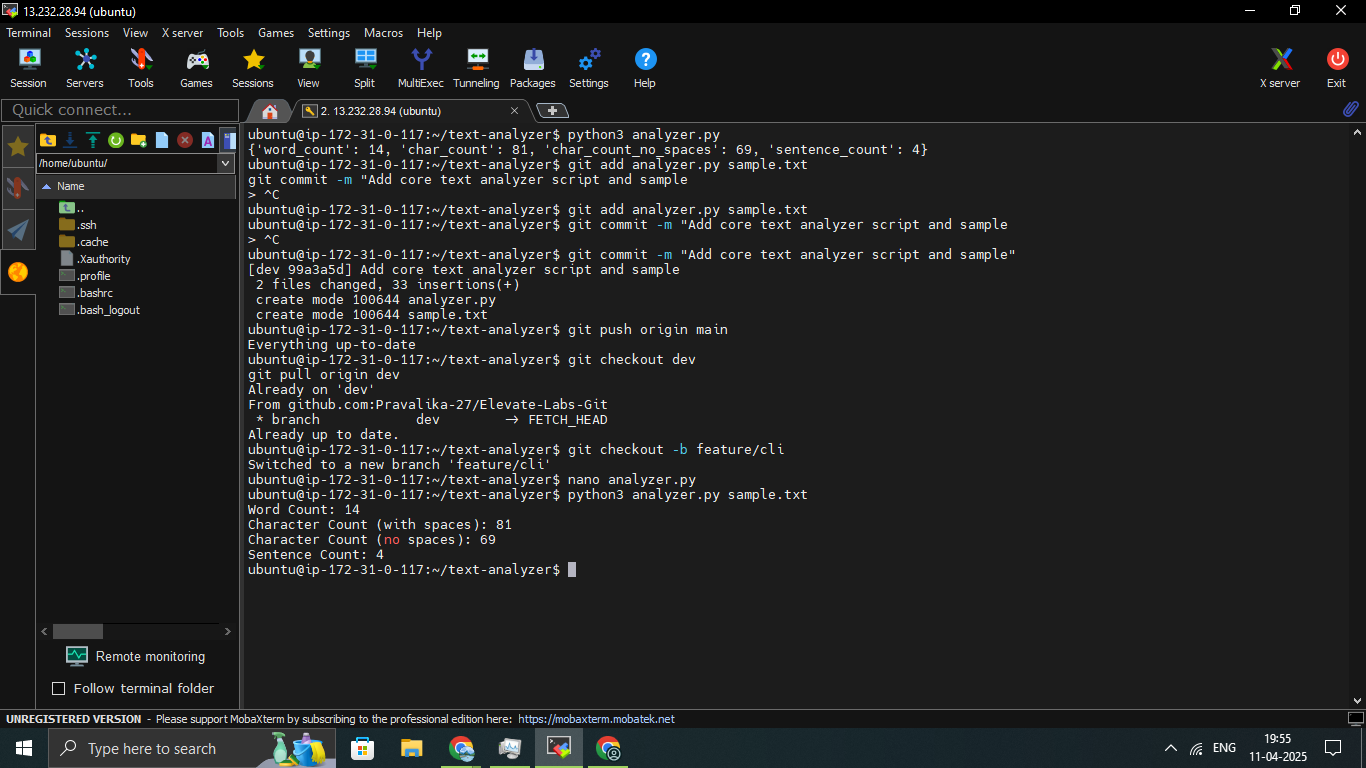 13.232.28.94 (ubuntu)
Terminal Sessions View X server Tools Games Settings Macros Help
Session Servers Tools Games Sessions View Split MultiExec Tunneling Packages Settings Help X server Exit
Quick connect...
2. 13.232.28.94 (ubuntu)
/home/ubuntu/
Name
..
.ssh
.cache
.Xauthority
.profile
.bashrc
.bash_logout
Remote monitoring
Follow terminal folder
ubuntu@ip-172-31-0-117:~/text-analyzer$ python3 analyzer.py
{'word_count': 14, 'char_count': 81, 'char_count_no_spaces': 69, 'sentence_count': 4}
ubuntu@ip-172-31-0-117:~/text-analyzer$ git add analyzer.py sample.txt
git commit -m "Add core text analyzer script and sample
> ^C
ubuntu@ip-172-31-0-117:~/text-analyzer$ git add analyzer.py sample.txt
ubuntu@ip-172-31-0-117:~/text-analyzer$ git commit -m "Add core text analyzer script and sample
> ^C
ubuntu@ip-172-31-0-117:~/text-analyzer$ git commit -m "Add core text analyzer script and sample"
[dev 99a3a5d] Add core text analyzer script and sample
2 files changed, 33 insertions(+)
create mode 100644 analyzer.py
create mode 100644 sample.txt
ubuntu@ip-172-31-0-117:~/text-analyzer$ git push origin main
Everything up-to-date
ubuntu@ip-172-31-0-117:~/text-analyzer$ git checkout dev
git pull origin dev
Already on 'dev'
From github.com:Pravalika-27/Elevate-Labs-Git
* branch dev -> FETCH_HEAD
Already up to date.
ubuntu@ip-172-31-0-117:~/text-analyzer$ git checkout -b feature/cli
Switched to a new branch 'feature/cli'
ubuntu@ip-172-31-0-117:~/text-analyzer$ nano analyzer.py
ubuntu@ip-172-31-0-117:~/text-analyzer$ python3 analyzer.py sample.txt
Word Count: 14
Character Count (with spaces): 81
Character Count (no spaces): 69
Sentence Count: 4
ubuntu@ip-172-31-0-117:~/text-analyzer$
UNREGISTERED VERSION - Please support MobaXterm by subscribing to the professional edition here: https://mobaxterm.mobatek.net
Type here to search
ENG
19:55
11-04-2025